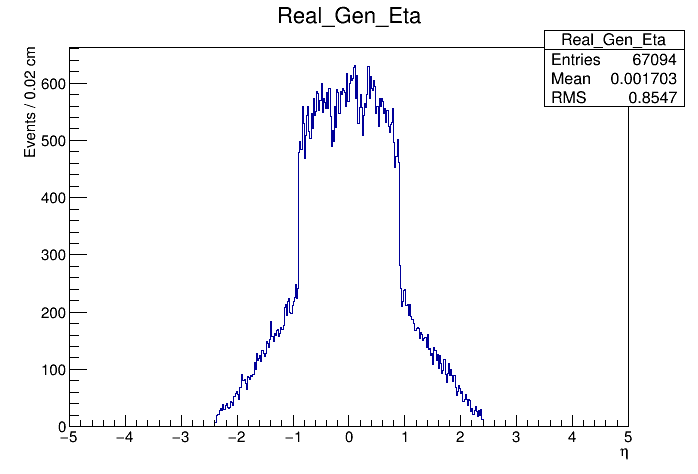 Real_Gen_Eta
Real_Gen_Eta
Entries 67094
Mean 0.001703
RMS 0.8547
Events / 0.02 cm
600
500
400
300
200
100
0
−5 −4 −3 −2 −1 0 1 2 3 4 5
η